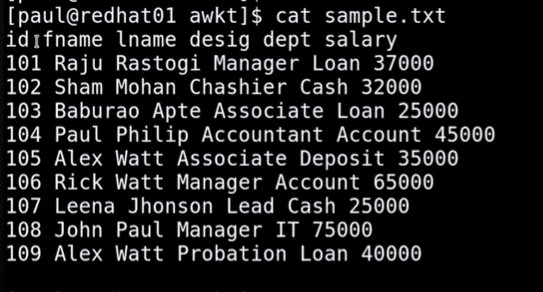 [paul@redhat01 awkt]$ cat sample.txt
id fname lname desig dept salary
101 Raju Rastogi Manager Loan 37000
102 Sham Mohan Chashier Cash 32000
103 Baburao Apte Associate Loan 25000
104 Paul Philip Accountant Account 45000
105 Alex Watt Associate Deposit 35000
106 Rick Watt Manager Account 65000
107 Leena Jhonson Lead Cash 25000
108 John Paul Manager IT 75000
109 Alex Watt Probation Loan 40000